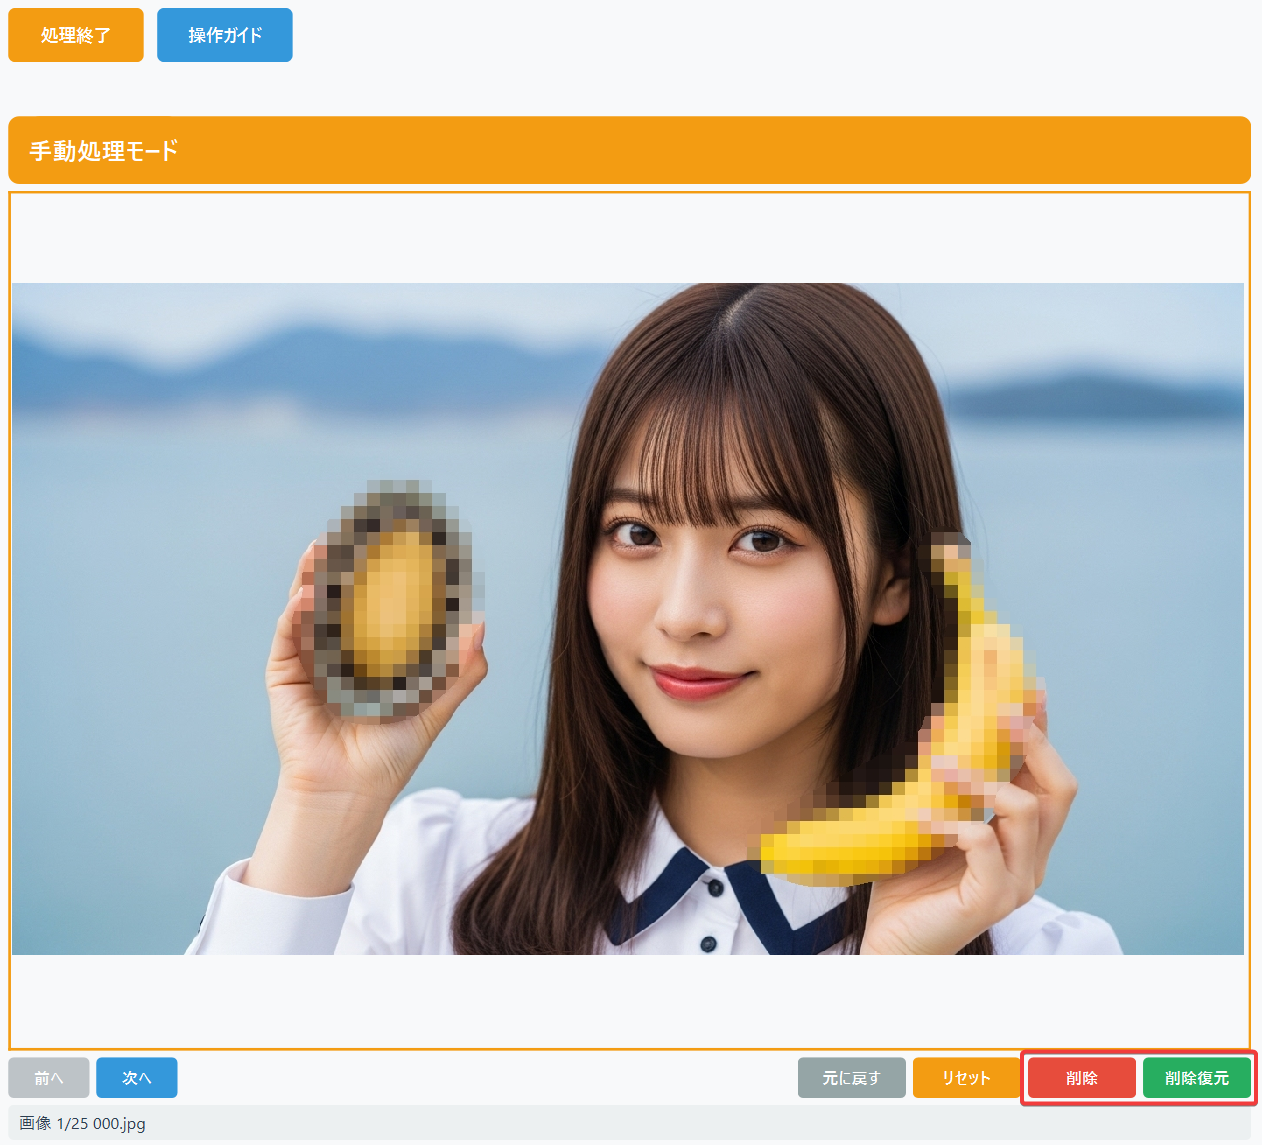 処理終了
操作ガイド
手動処理モード
前へ
次へ
元に戻す
リセット
削除
削除復元
画像 1/25 000.jpg